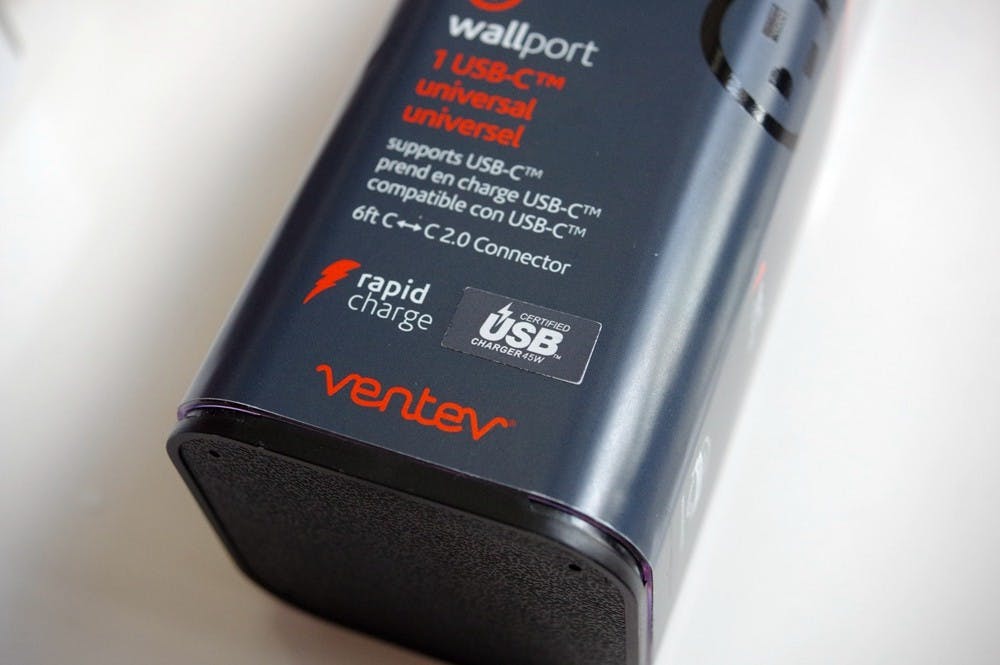 wallport
1 USB-C™
universal
universel
supports USB-C™
prend en charge USB-C™
compatible con USB-C™
6ft C↔C 2.0 Connector
rapid
charge
CERTIFIED
USB™
CHARGER 45W
ventev®